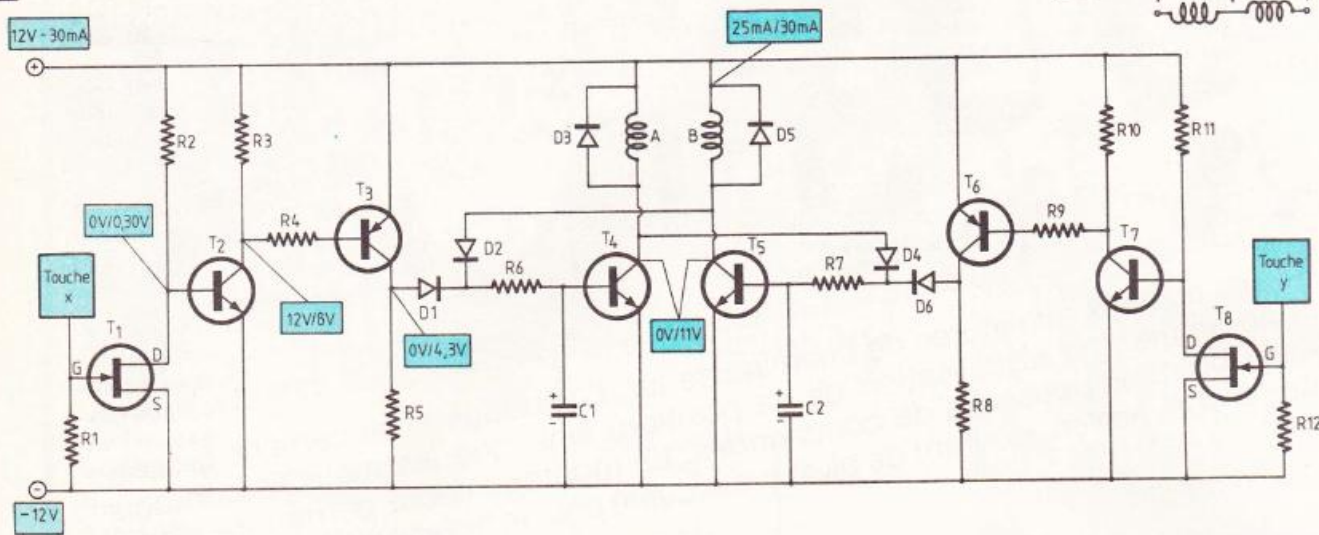 12V - 30mA
25mA/30mA
+
R2
R3
D3
A
B
D5
R10
R11
T3
T6
0V/0,30V
R4
T2
D2
R6
T4
T5
R7
D4
R9
T7
Touche
x
D1
D6
Touche
y
12V/6V
0V/4,3V
0V/11V
T1
T8
G
D
S
D
G
S
R1
R5
+
C1
-
+
C2
-
R8
R12
-
-12V